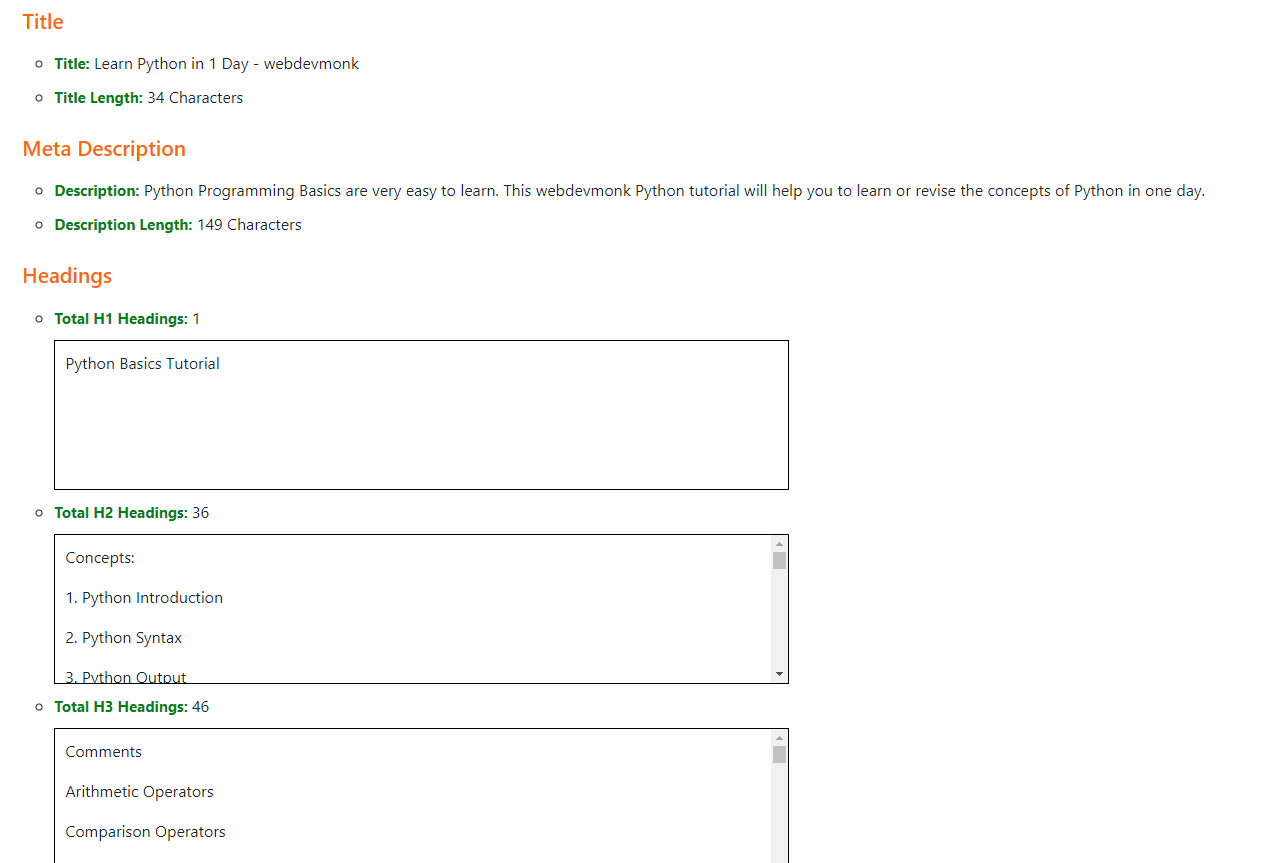 Title
Title: Learn Python in 1 Day - webdevmonk
Title Length: 34 Characters
Meta Description
Description: Python Programming Basics are very easy to learn. This webdevmonk Python tutorial will help you to learn or revise the concepts of Python in one day.
Description Length: 149 Characters
Headings
Total H1 Headings: 1
Python Basics Tutorial
Total H2 Headings: 36
Concepts:
1. Python Introduction
2. Python Syntax
3. Python Output
Total H3 Headings: 46
Comments
Arithmetic Operators
Comparison Operators